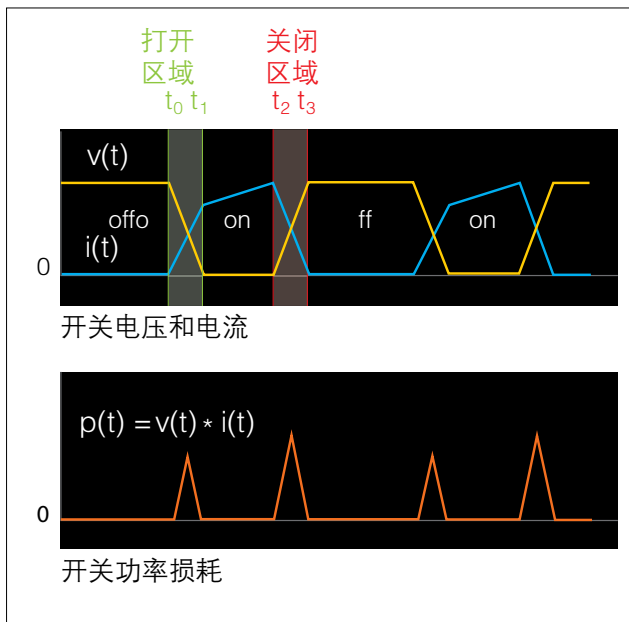 打开 关闭
区域 区域
t₀ t₁ t₂ t₃
v(t)
offo on ff on
i(t)
0
开关电压和电流
p(t) = v(t) * i(t)
0
开关功率损耗